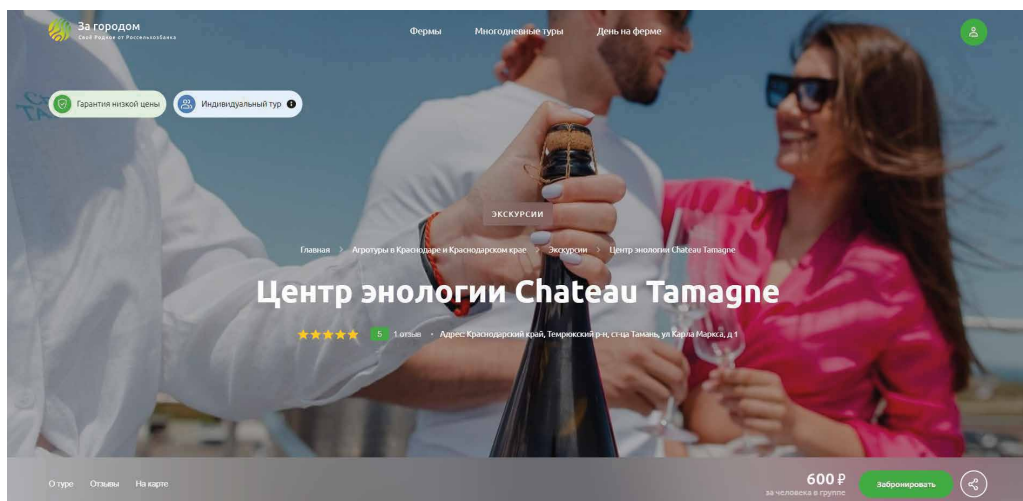 За городом
Своё Родное от Россельхозбанка
Фермы Многодневные туры День на ферме
Гарантия низкой цены Индивидуальный тур
ЭКСКУРСИИ
Главная > Агротуры в Краснодаре и Краснодарском крае > Экскурсии > Центр энологии Chateau Tamagne
Центр энологии Chateau Tamagne
5 1 отзыв • Адрес: Краснодарский край, Темрюкский р-н, ст-ца Тамань, ул Карла Маркса, д 1
О туре Отзывы На карте
600 ₽
за человека в группе
Забронировать